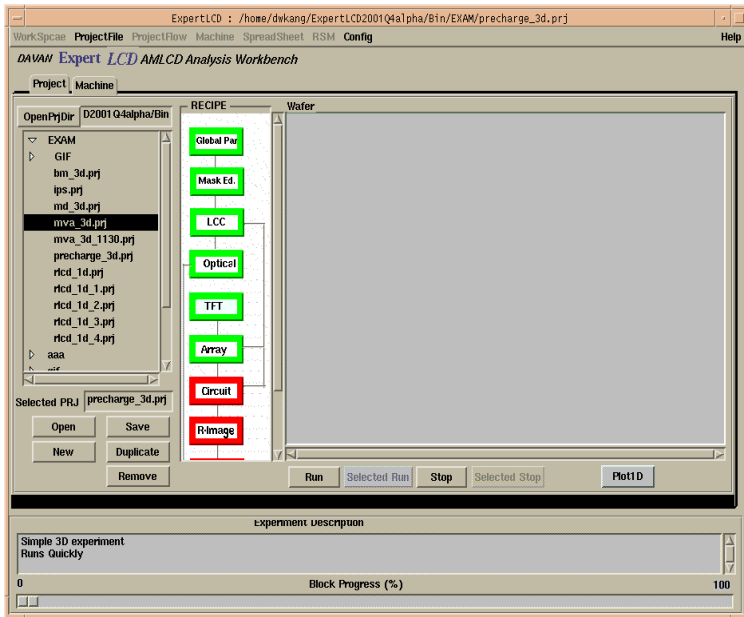 ExpertLCD : /home/dwkang/ExpertLCD2001Q4alpha/Bin/EXAM/precharge_3d.prj
WorkSpcae ProjectFile ProjectFlow Machine SpreadSheet RSM Config Help
DAVAN Expert LCD AMLCD Analysis Workbench
Project Machine
OpenPrjDir D2001Q4alpha/Bin
EXAM
GIF
bm_3d.prj
ips.prj
md_3d.prj
mva_3d.prj
mva_3d_1130.prj
precharge_3d.prj
rlcd_1d.prj
rlcd_1d_1.prj
rlcd_1d_2.prj
rlcd_1d_3.prj
rlcd_1d_4.prj
aaa
Selected PRJ precharge_3d.prj
Open Save
New Duplicate
Remove
RECIPE
Global Par
Mask Ed.
LCC
Optical
TFT
Array
Circuit
R-Image
Wafer
Run Selected Run Stop Selected Stop Plot1D
Experiment Description
Simple 3D experiment
Runs Quickly
0 Block Progress (%) 100